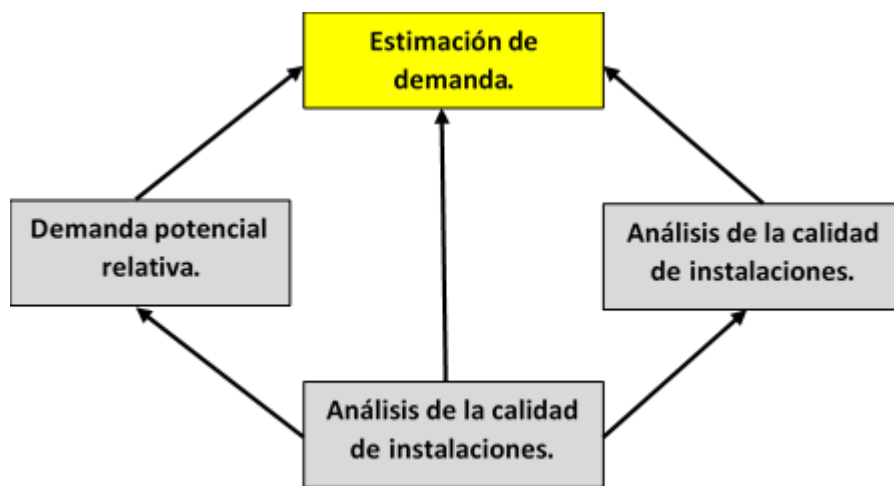 Estimación de
demanda.
Demanda potencial
relativa.
Análisis de la calidad
de instalaciones.
Análisis de la calidad
de instalaciones.